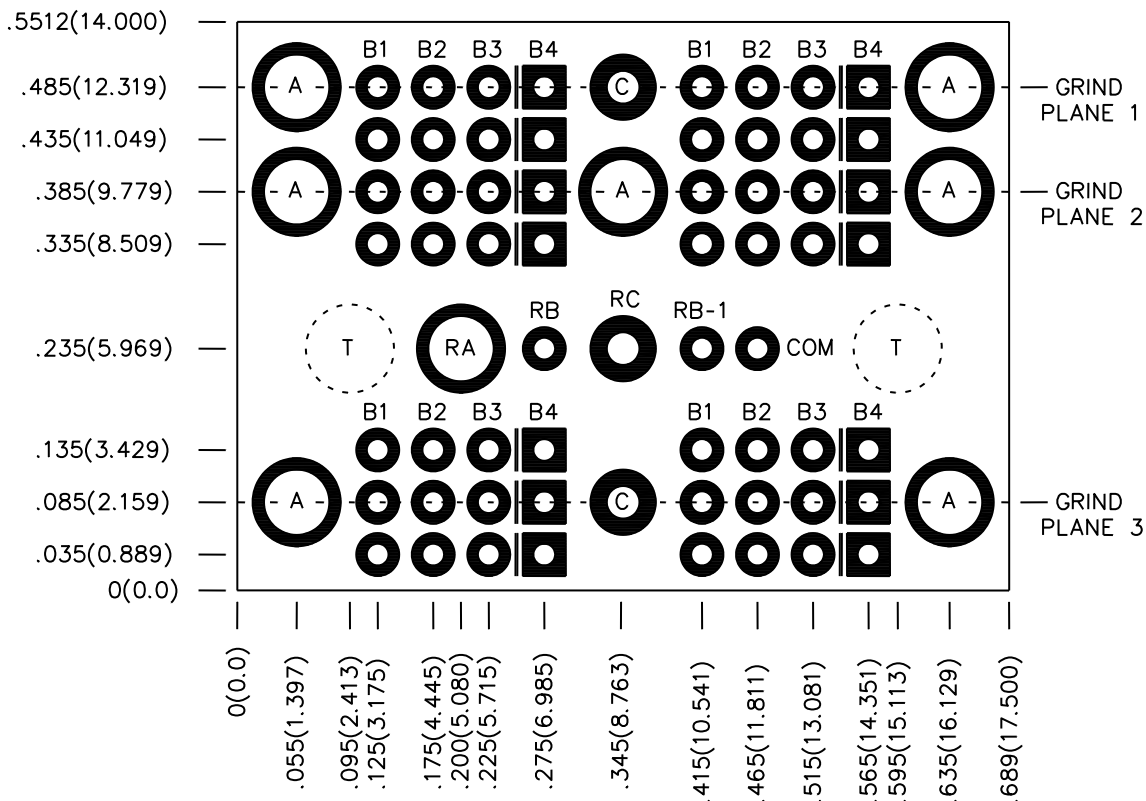 .5512(14.000)
B1 B2 B3 B4 B1 B2 B3 B4
.485(12.319) A C A GRIND
PLANE 1
.435(11.049)
.385(9.779) A A A GRIND
PLANE 2
.335(8.509)
RB RC RB-1
.235(5.969) T RA COM T
B1 B2 B3 B4 B1 B2 B3 B4
.135(3.429)
.085(2.159) A C A GRIND
PLANE 3
.035(0.889)
0(0.0)
0(0.0)
.055(1.397)
.095(2.413)
.125(3.175)
.175(4.445)
.200(5.080)
.225(5.715)
.275(6.985)
.345(8.763)
415(10.541)
465(11.811)
515(13.081)
565(14.351)
595(15.113)
635(16.129)
689(17.500)